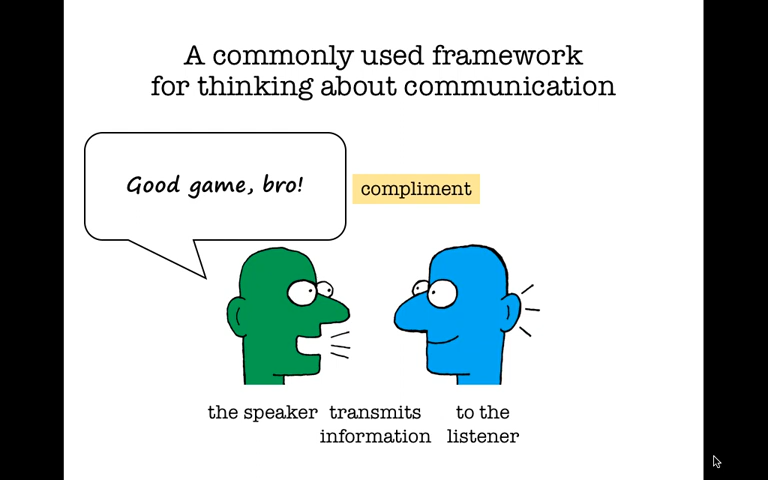 A commonly used framework
for thinking about communication
Good game, bro!
compliment
the speaker transmits to the
information listener